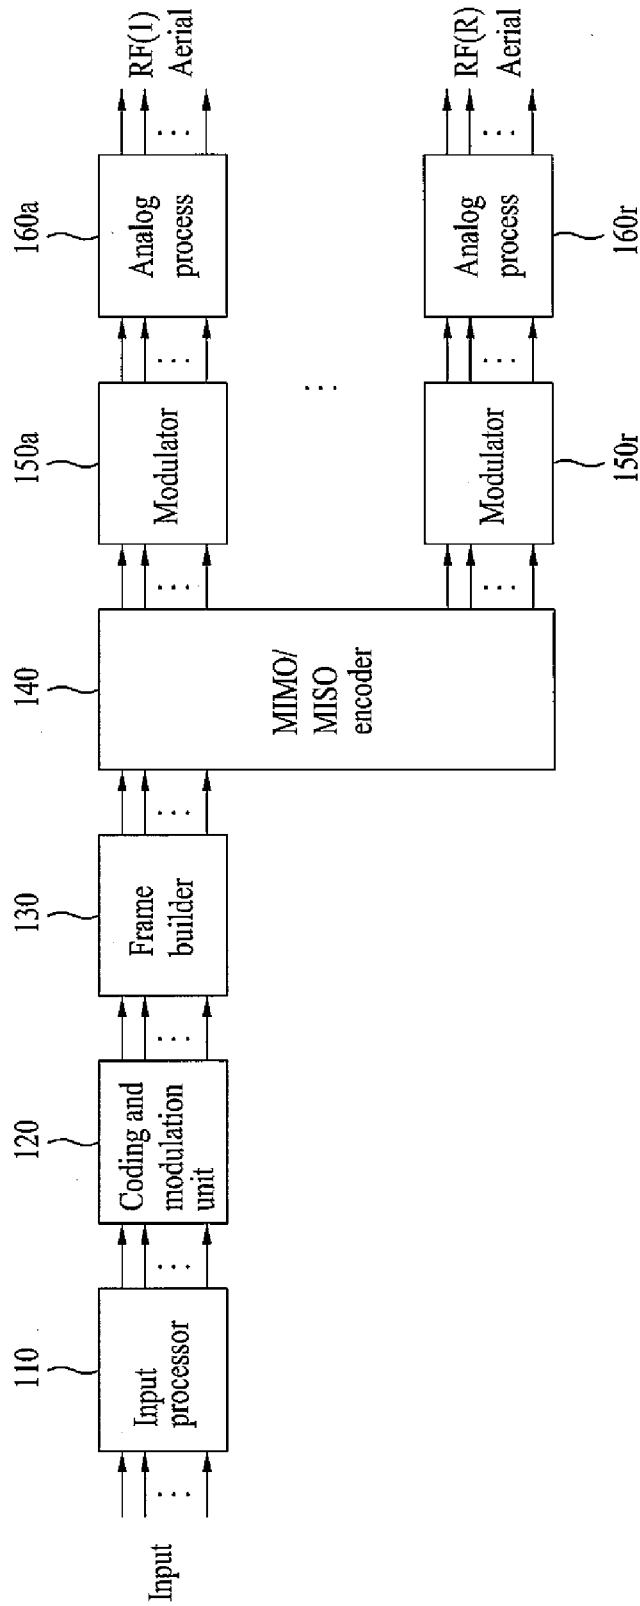 110
120
130
140
150a
160a
Input
Input
processor
Coding and
modulation
unit
Frame
builder
MIMO/
MISO
encoder
Modulator
Analog
process
RF(1)
Aerial
Modulator
Analog
process
RF(R)
Aerial
150r
160r